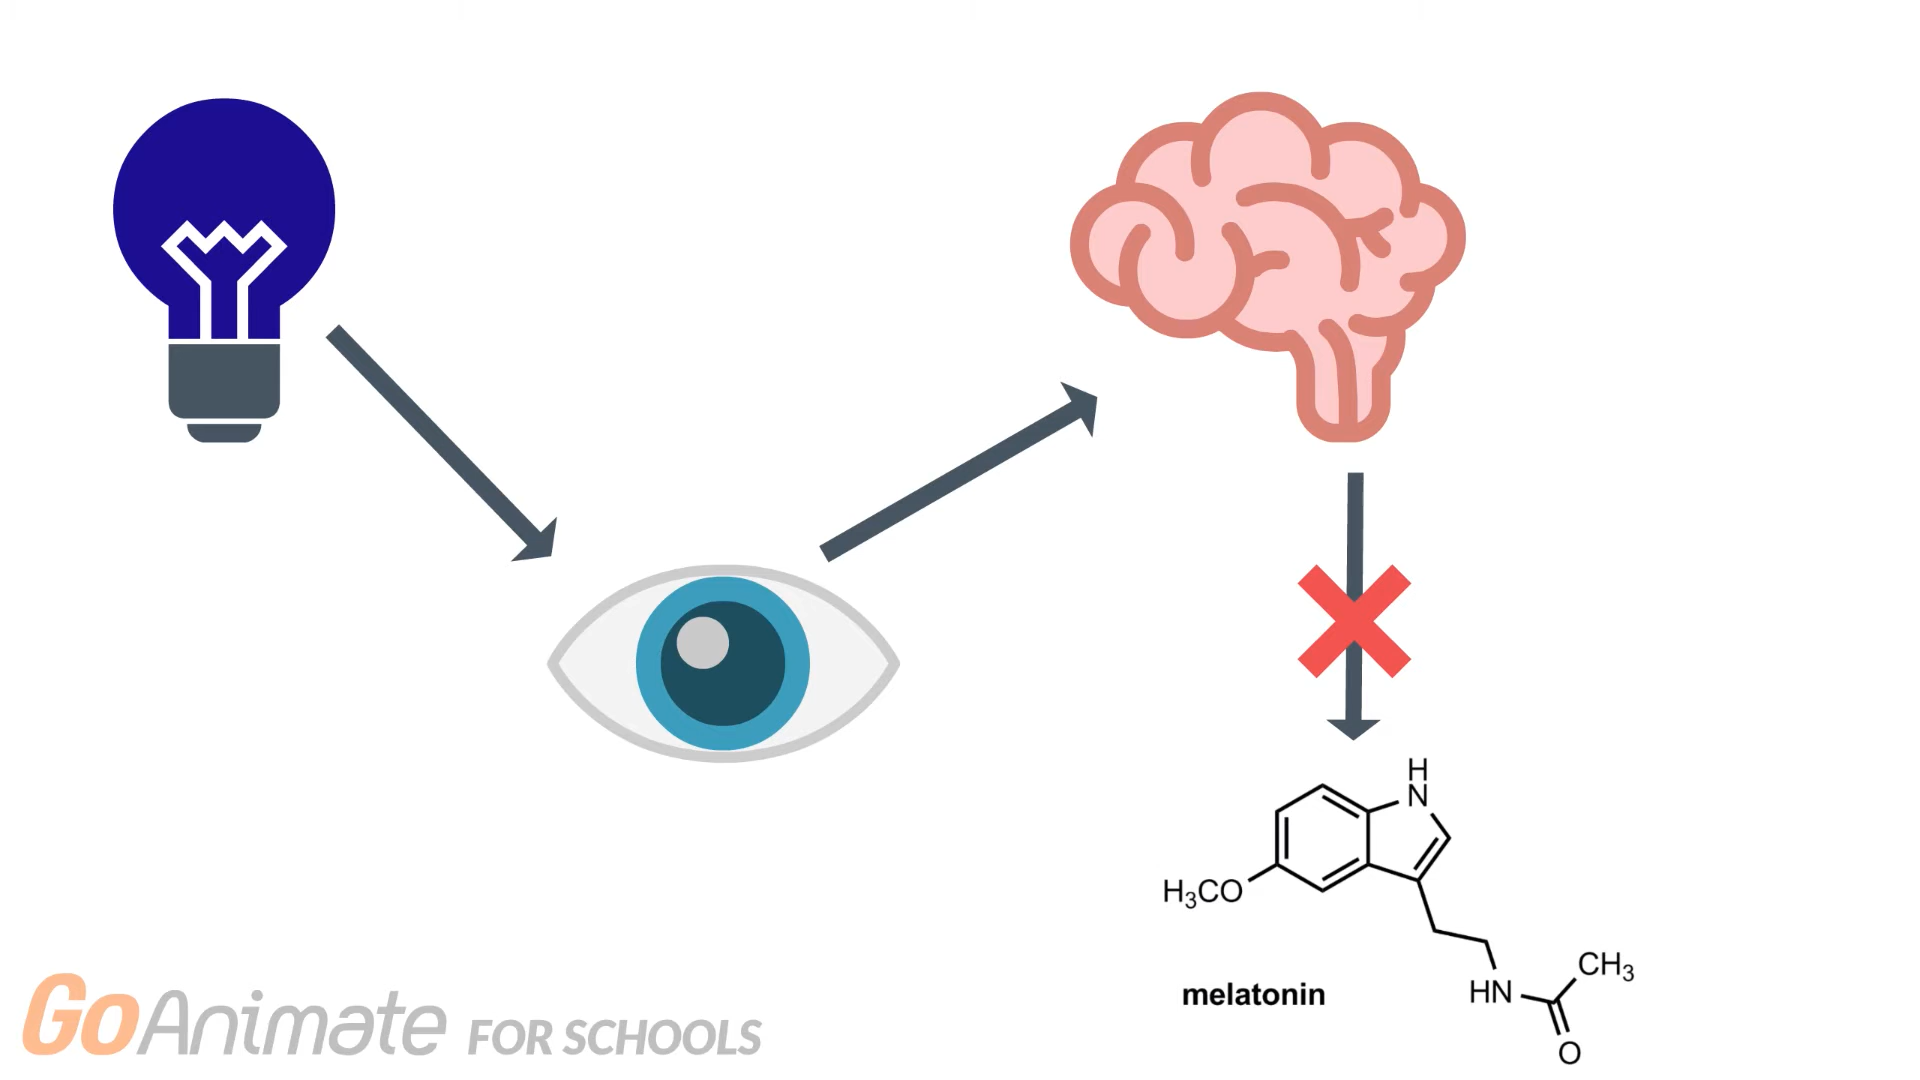 H
N
H₃CO
CH₃
melatonin
HN
O
GoAnimate FOR SCHOOLS